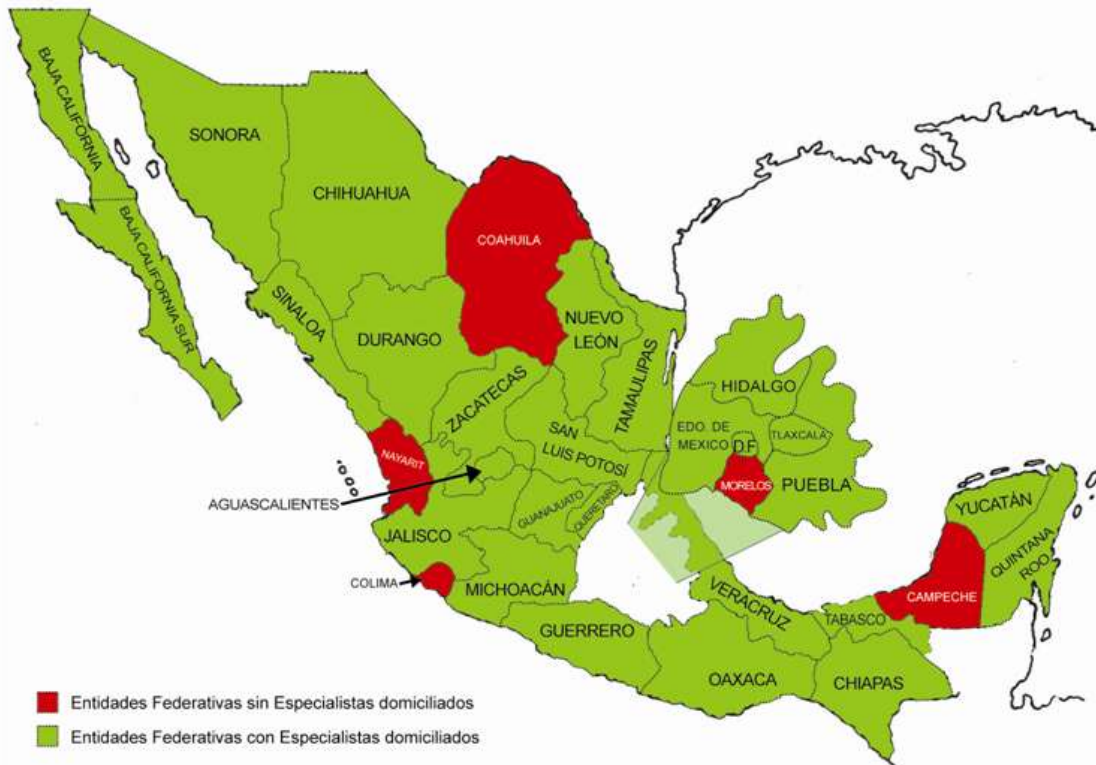 BAJA CALIFORNIA
SONORA
CHIHUAHUA
COAHUILA
BAJA CALIFORNIA SUR
SINALOA
DURANGO
NUEVO
LEÓN
TAMAULIPAS
ZACATECAS
HIDALGO
EDO. DE
MEXICO
D.F
TLAXCALA
SAN
LUIS POTOSÍ
NAYARIT
MORELOS
PUEBLA
AGUASCALIENTES
GUANAJUATO
QUERETARO
YUCATÁN
QUINTANA
ROO
JALISCO
COLIMA
MICHOACÁN
VERACRUZ
TABASCO
CAMPECHE
GUERRERO
OAXACA
CHIAPAS
Entidades Federativas sin Especialistas domiciliados
Entidades Federativas con Especialistas domiciliados